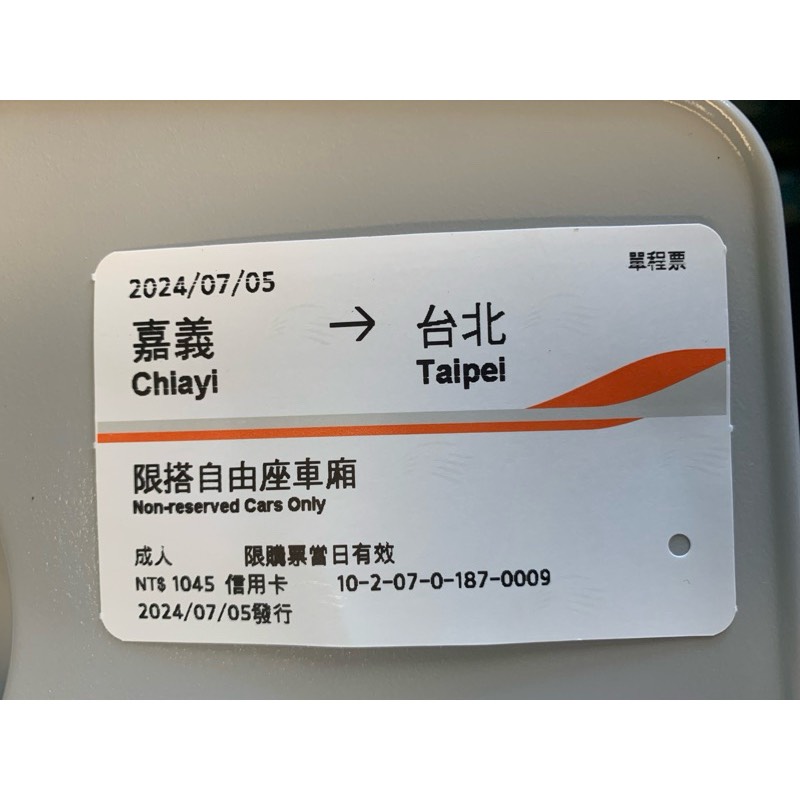 2024/07/05
單程票
嘉義 → 台北
Chiayi Taipei
限搭自由座車廂
Non-reserved Cars Only
成人 限購票當日有效
NT$ 1045 信用卡 10-2-07-0-187-0009
2024/07/05發行